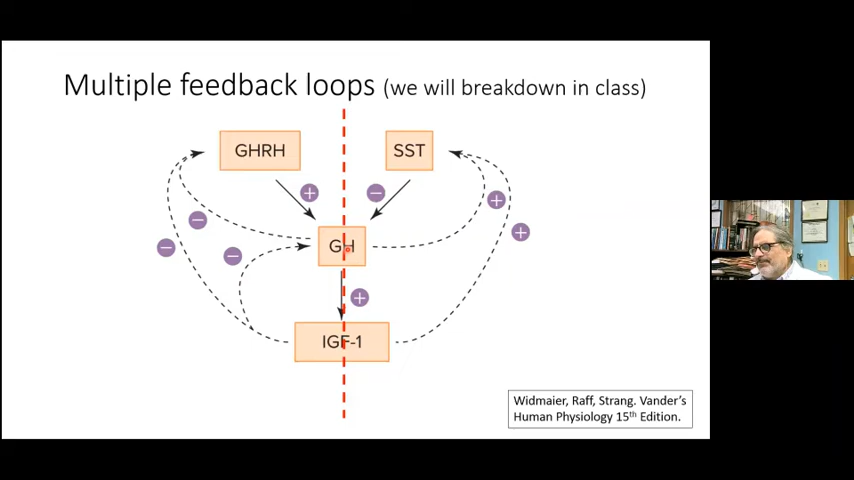 Multiple feedback loops (we will breakdown in class)
GHRH
SST
+
−
+
−
+
−
−
GH
+
IGF-1
Widmaier, Raff, Strang. Vander's
Human Physiology 15th Edition.